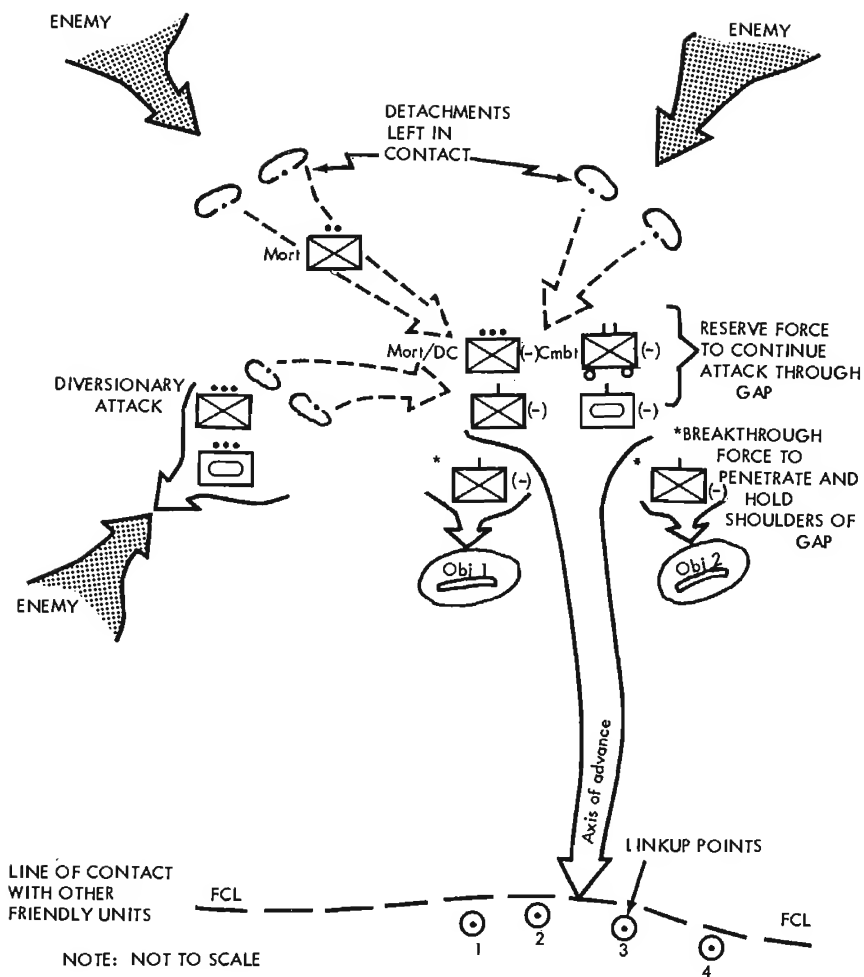 ENEMY
ENEMY
DETACHMENTS
LEFT IN
CONTACT
Mort
Mort/DC
(-)
Cmbt
(-)
RESERVE FORCE
TO CONTINUE
ATTACK THROUGH
GAP
DIVERSIONARY
ATTACK
(-)
(-)
*BREAKTHROUGH
FORCE TO
PENETRATE AND
HOLD
SHOULDERS OF
GAP
*
(-)
*
(-)
Obj 1
Obj 2
ENEMY
Axis of advance
LINKUP POINTS
LINE OF CONTACT
WITH OTHER
FRIENDLY UNITS
FCL
FCL
1
2
3
4
NOTE: NOT TO SCALE